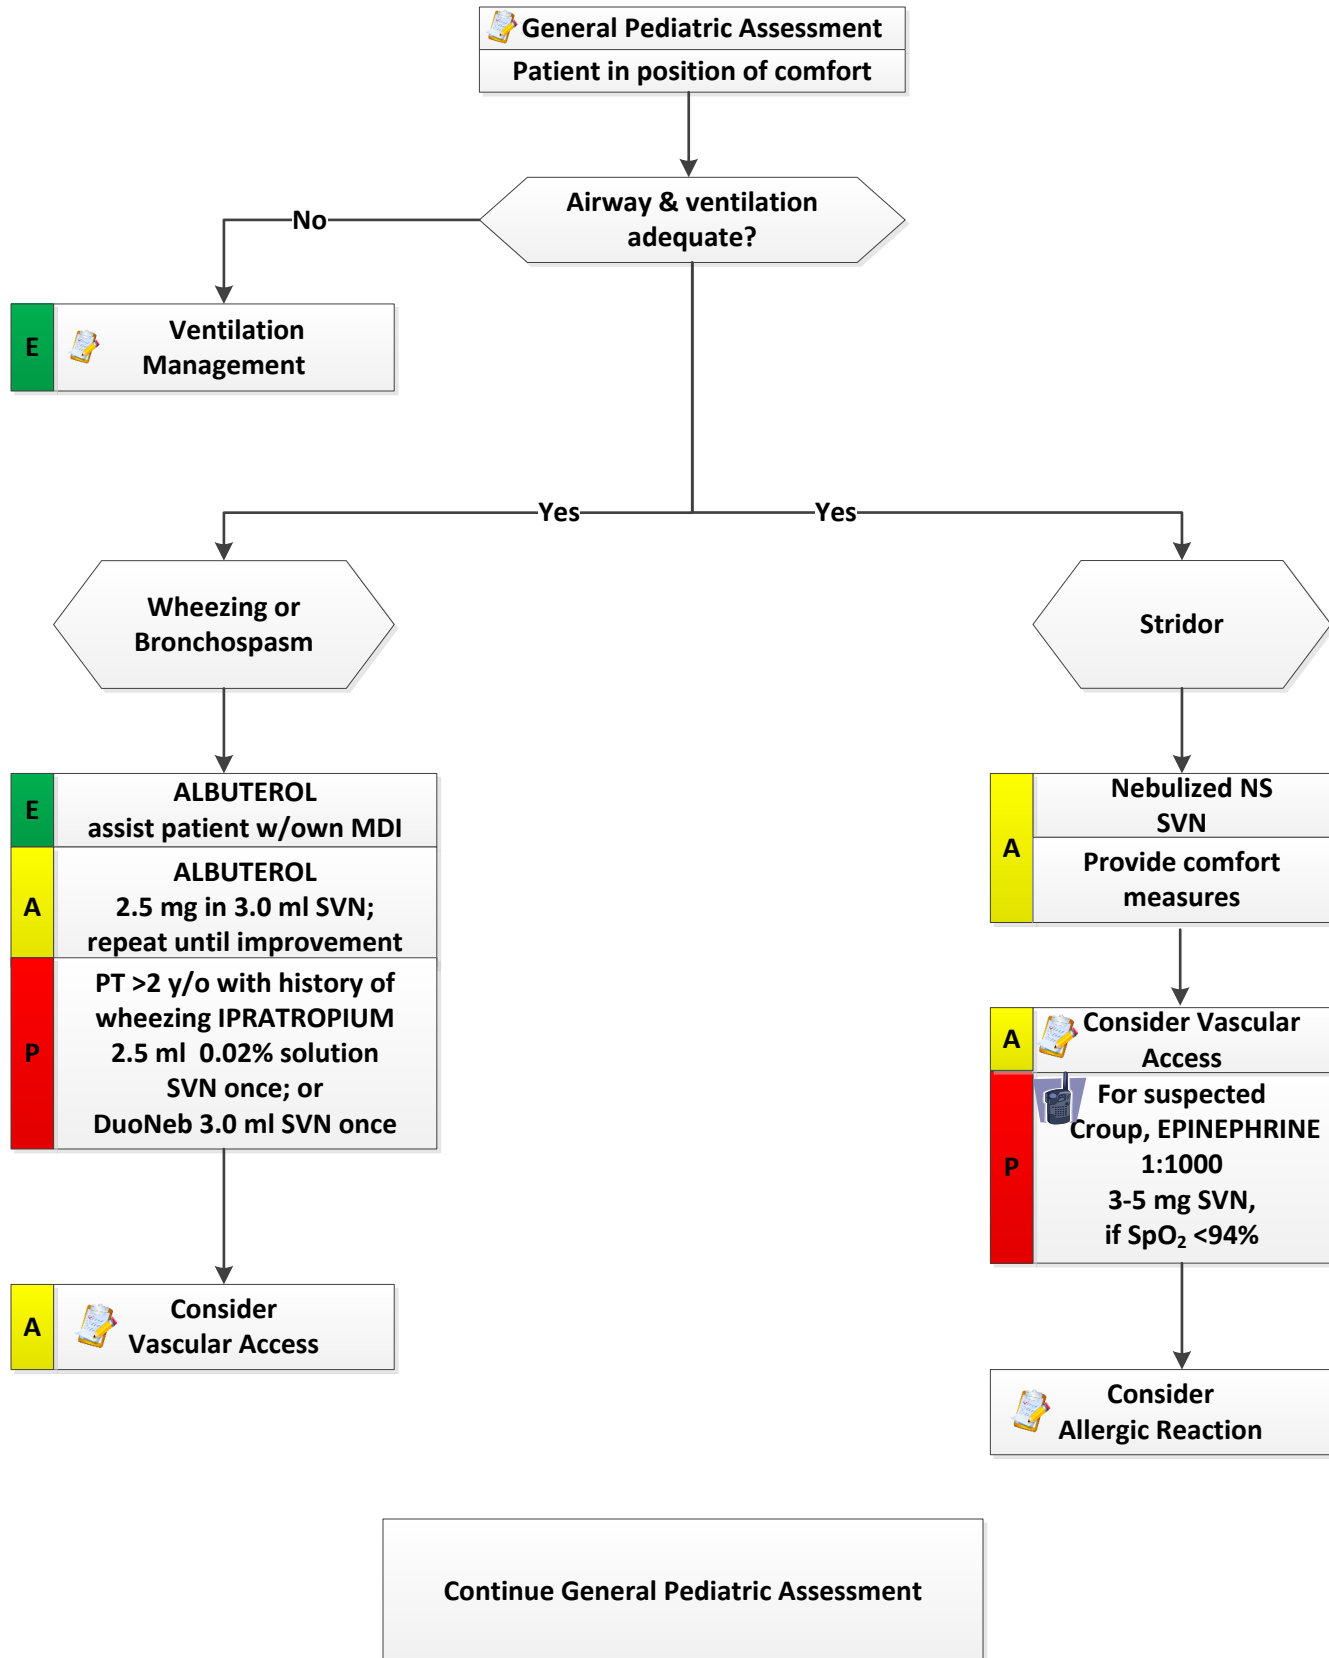 General Pediatric Assessment
Patient in position of comfort
Airway & ventilation
adequate?
No
E
Ventilation
Management
Yes
Yes
Wheezing or
Bronchospasm
Stridor
E
ALBUTEROL
assist patient w/own MDI
A
ALBUTEROL
2.5 mg in 3.0 ml SVN;
repeat until improvement
P
PT >2 y/o with history of
wheezing IPRATROPIUM
2.5 ml 0.02% solution
SVN once; or
DuoNeb 3.0 ml SVN once
A
Consider
Vascular Access
A
Nebulized NS
SVN
Provide comfort
measures
A
Consider Vascular
Access
P
For suspected
Croup, EPINEPHRINE
1:1000
3-5 mg SVN,
if SpO₂ <94%
Consider
Allergic Reaction
Continue General Pediatric Assessment